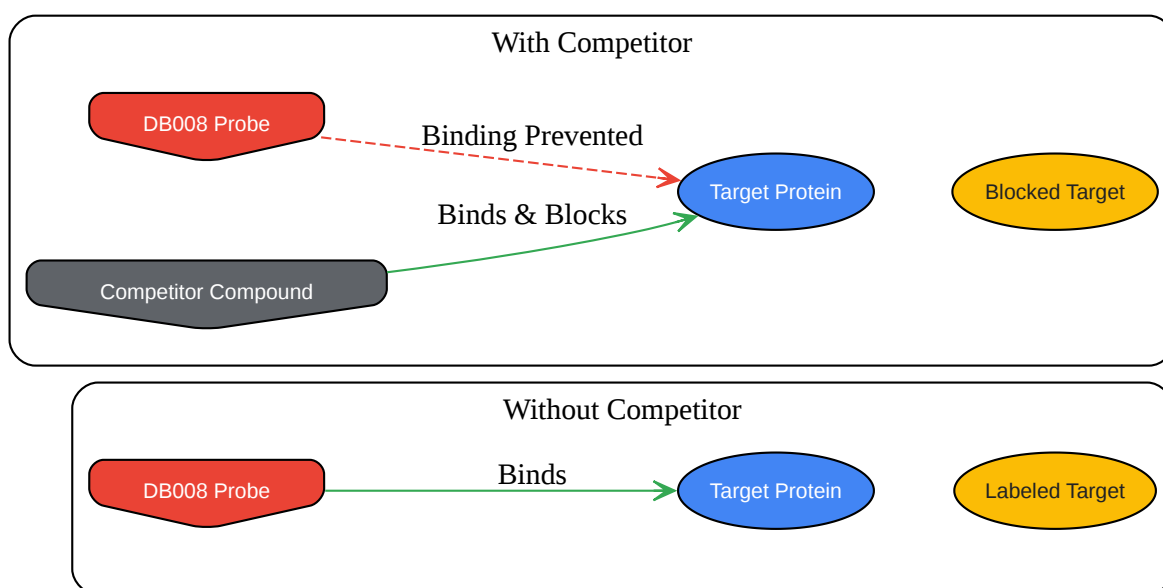 With Competitor
DB008 Probe
Binding Prevented
Target Protein
Blocked Target
Binds & Blocks
Competitor Compound
Without Competitor
DB008 Probe
Binds
Target Protein
Labeled Target